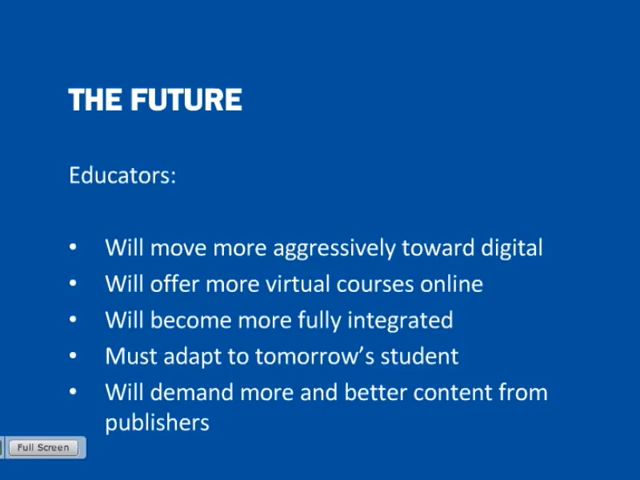 THE FUTURE
Educators:
• Will move more aggressively toward digital
• Will offer more virtual courses online
• Will become more fully integrated
• Must adapt to tomorrow’s student
• Will demand more and better content from
publishers
Full Screen